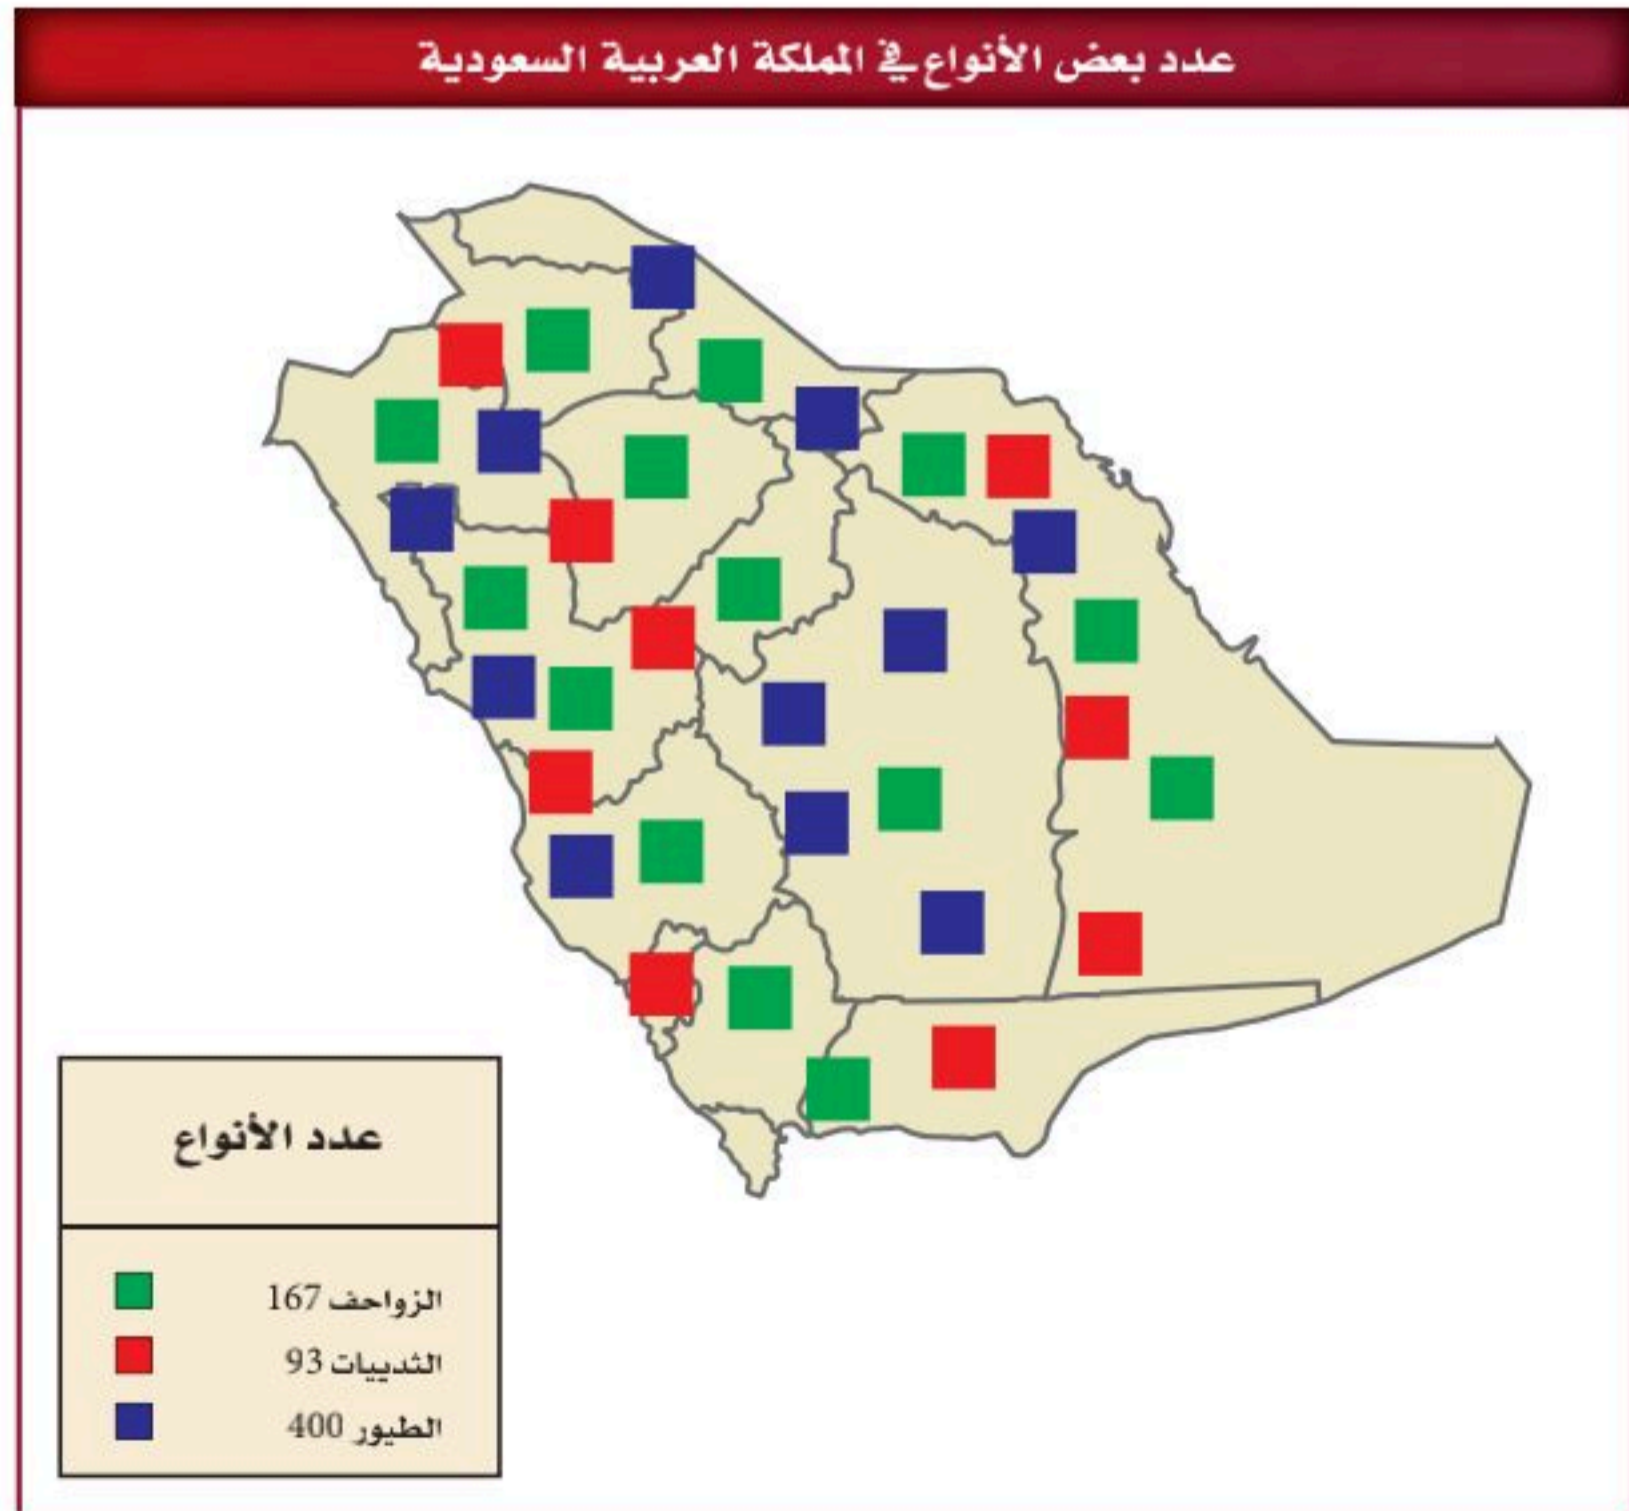 عدد بعض الأنواع في المملكة العربية السعودية
عدد الأنواع
الزواحف 167
الثدييات 93
الطيور 400